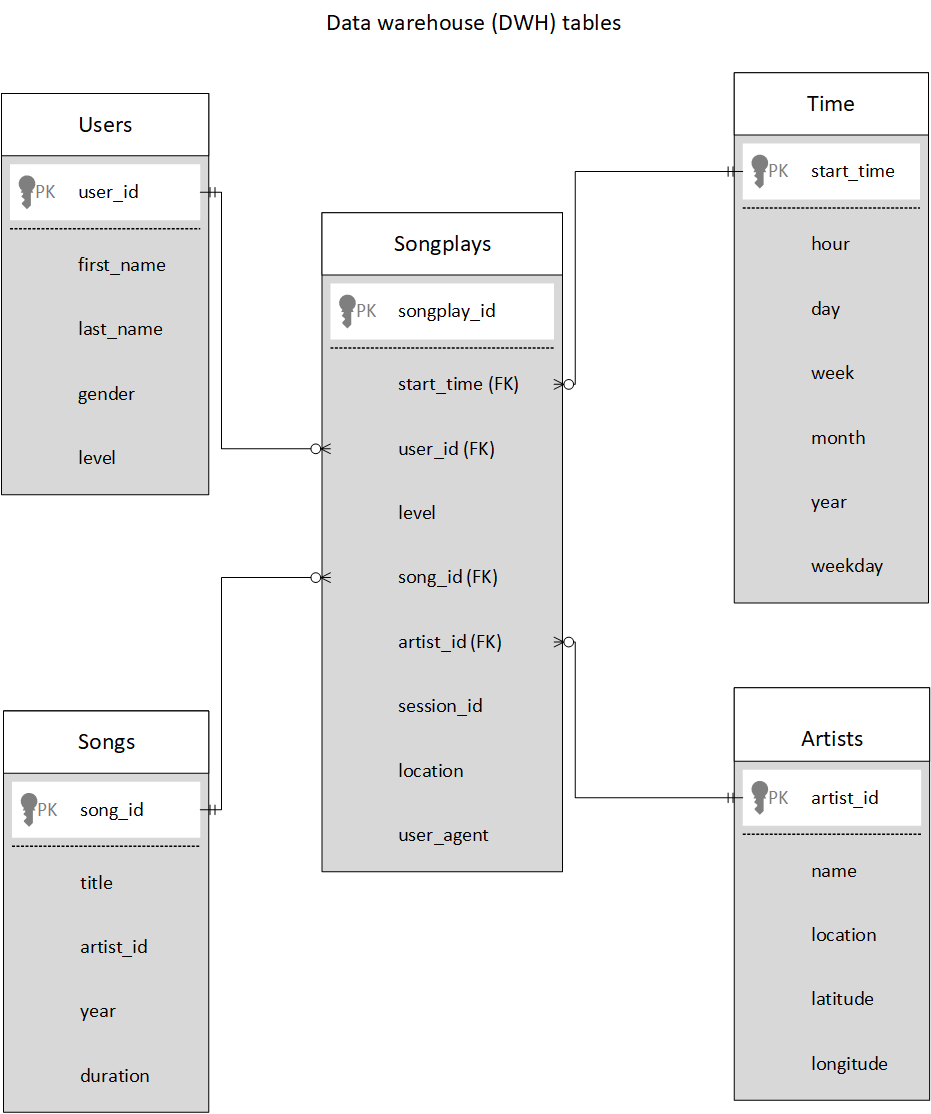 Data warehouse (DWH) tables
Users
PK user_id
first_name
last_name
gender
level
Songplays
PK songplay_id
start_time (FK)
user_id (FK)
level
song_id (FK)
artist_id (FK)
session_id
location
user_agent
Time
PK start_time
hour
day
week
month
year
weekday
Songs
PK song_id
title
artist_id
year
duration
Artists
PK artist_id
name
location
latitude
longitude